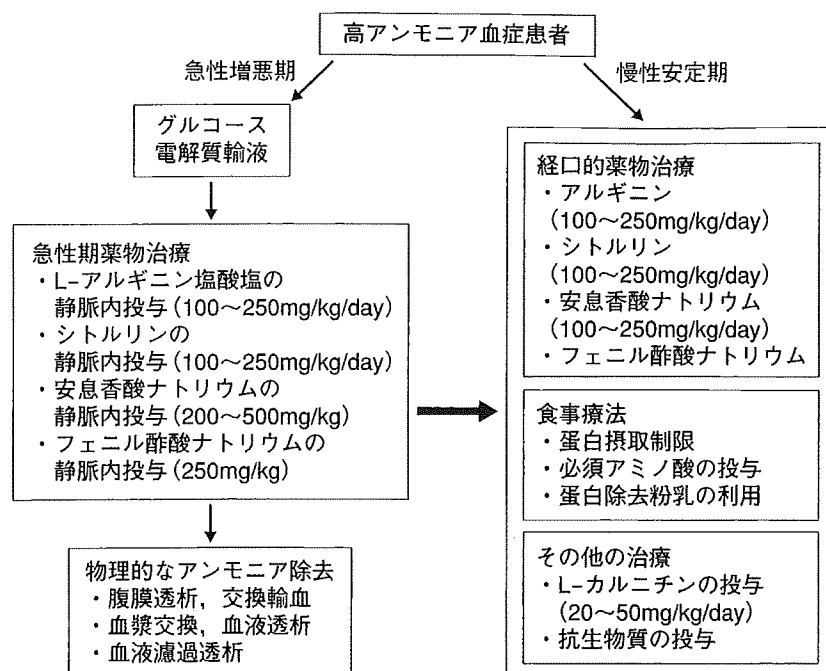 高アンモニア血症患者
急性増悪期
慢性安定期
グルコース
電解質輸液
急性期薬物治療
・L-アルギニン塩酸塩の
静脈内投与(100〜250mg/kg/day)
・シトルリンの
静脈内投与(100〜250mg/kg/day)
・安息香酸ナトリウムの
静脈内投与(200〜500mg/kg)
・フェニル酢酸ナトリウムの
静脈内投与(250mg/kg)
物理的なアンモニア除去
・腹膜透析，交換輸血
・血漿交換，血液透析
・血液濾過透析
経口的薬物治療
・アルギニン
(100〜250mg/kg/day)
・シトルリン
(100〜250mg/kg/day)
・安息香酸ナトリウム
(100〜250mg/kg/day)
・フェニル酢酸ナトリウム
食事療法
・蛋白摂取制限
・必須アミノ酸の投与
・蛋白除去粉乳の利用
その他の治療
・L-カルニチンの投与
(20〜50mg/kg/day)
・抗生物質の投与